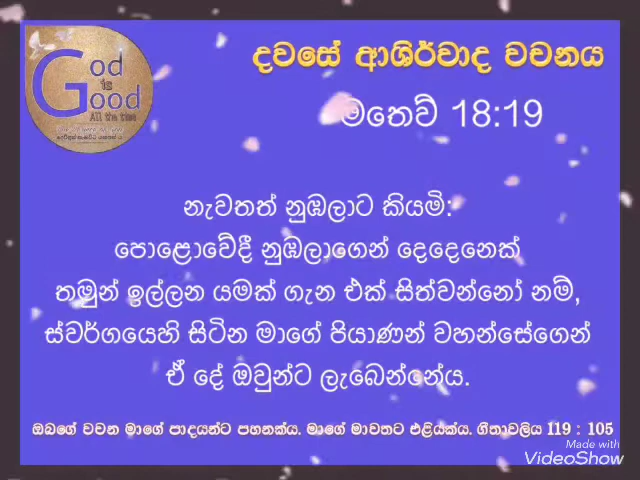 God
is
Good
All the time
දවසේ ආශිර්වාද වචනය
මතෙව් 18:19
නැවතත් නුඹලාට කියමි:
පොළොවේදී නුඹලාගෙන් දෙදෙනෙක්
තමුන් ඉල්ලන යමක් ගැන එක් සිත්වන්නෝ නම්,
ස්වර්ගයෙහි සිටින මාගේ පියාණන් වහන්සේගෙන්
ඒ දේ ඔවුන්ට ලැබෙන්නේය.
ඔබගේ වචන මාගේ පාදයන්ට පහනක්ය. මාගේ මාවතට එළියක්ය. ගීතාවලිය 119 : 105
Made with
VideoShow